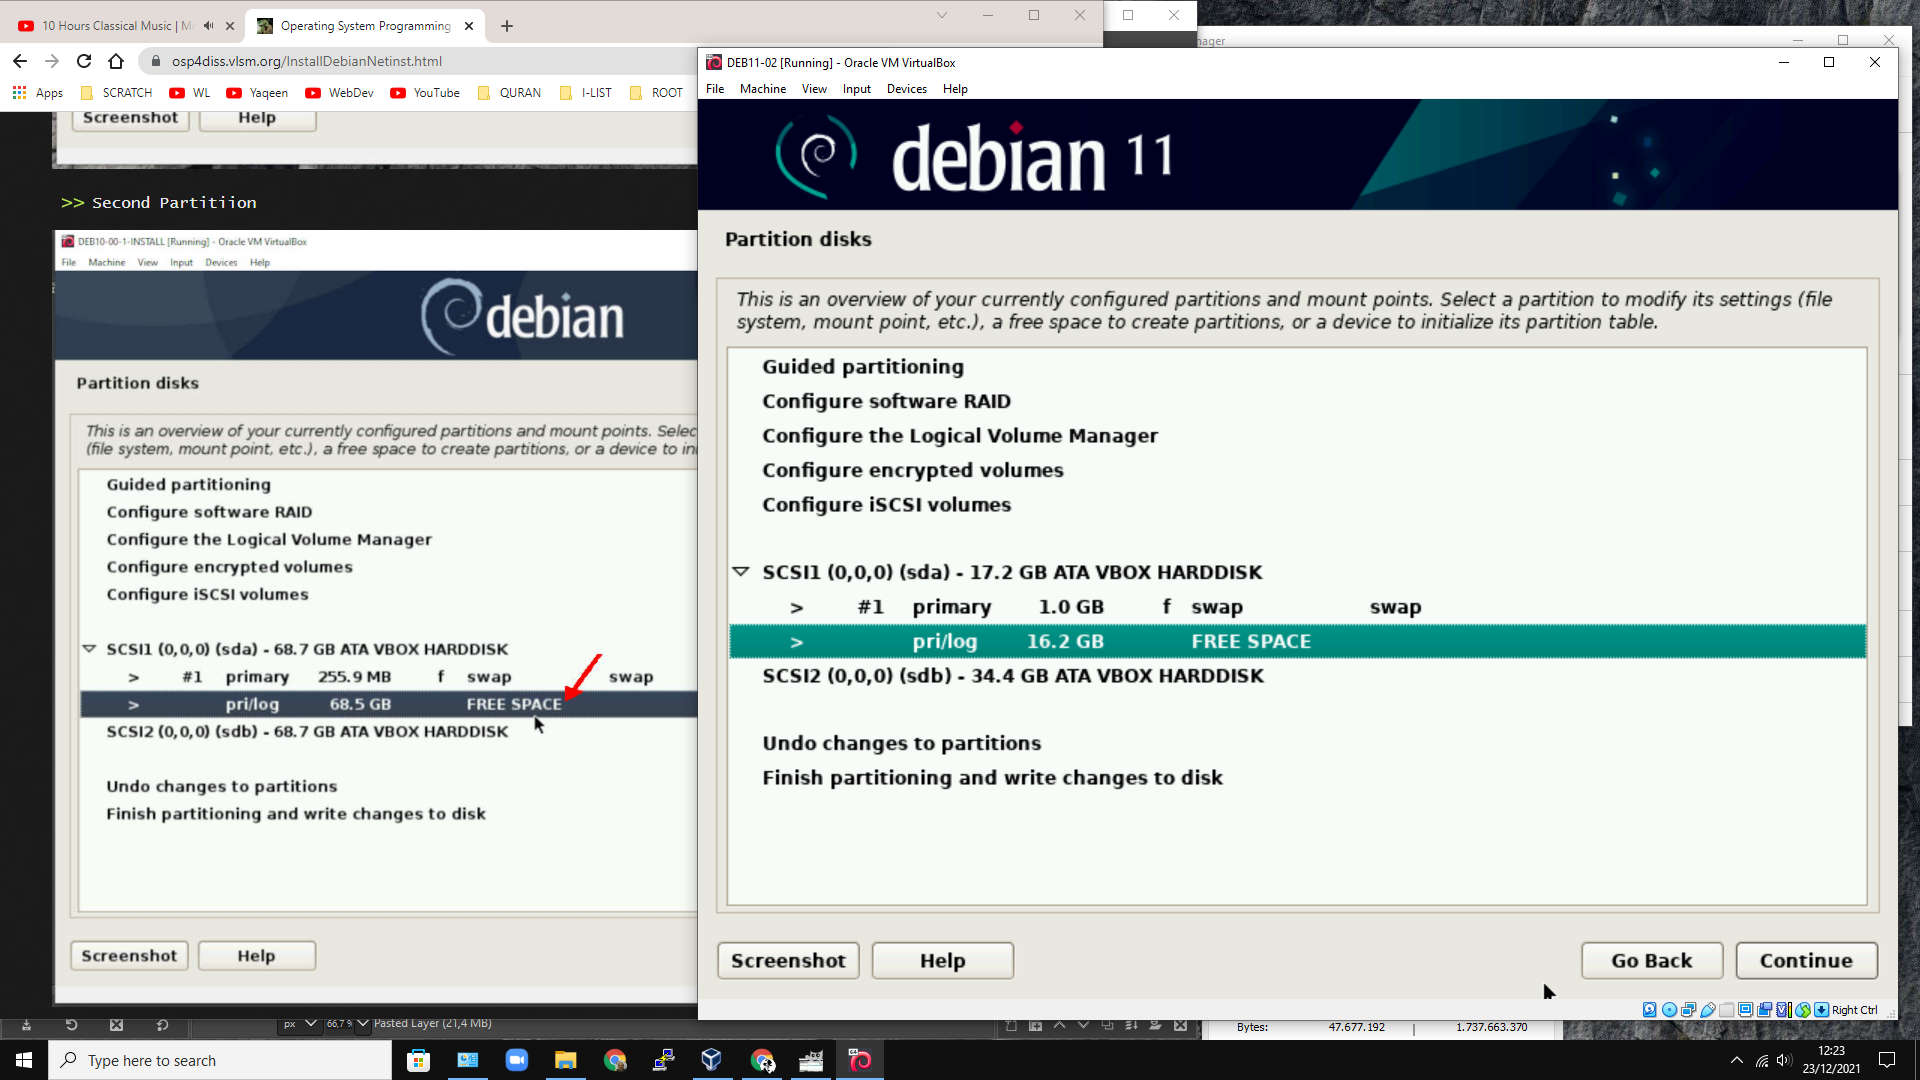 10 Hours Classical Music | M
Operating System Programming
osp4diss.vlsm.org/InstallDebianNetinst.html
Apps
SCRATCH
WL
Yaqeen
WebDev
YouTube
QURAN
I-LIST
ROOT
Screenshot
Help
>> Second Partitiion
DEB10-00-1-INSTALL [Running] - Oracle VM VirtualBox
File Machine View Input Devices Help
debian
Partition disks
This is an overview of your currently configured partitions and mount points. Selec
(file system, mount point, etc.), a free space to create partitions, or a device to in
Guided partitioning
Configure software RAID
Configure the Logical Volume Manager
Configure encrypted volumes
Configure iSCSI volumes
SCSI1 (0,0,0) (sda) - 68.7 GB ATA VBOX HARDDISK
> #1 primary 255.9 MB f swap swap
> pri/log 68.5 GB FREE SPACE
SCSI2 (0,0,0) (sdb) - 68.7 GB ATA VBOX HARDDISK
Undo changes to partitions
Finish partitioning and write changes to disk
Screenshot
Help
px
66,7 %
Pasted Layer (21,4 MB)
nager
DEB11-02 [Running] - Oracle VM VirtualBox
File Machine View Input Devices Help
debian 11
Partition disks
This is an overview of your currently configured partitions and mount points. Select a partition to modify its settings (file
system, mount point, etc.), a free space to create partitions, or a device to initialize its partition table.
Guided partitioning
Configure software RAID
Configure the Logical Volume Manager
Configure encrypted volumes
Configure iSCSI volumes
SCSI1 (0,0,0) (sda) - 17.2 GB ATA VBOX HARDDISK
> #1 primary 1.0 GB f swap swap
> pri/log 16.2 GB FREE SPACE
SCSI2 (0,0,0) (sdb) - 34.4 GB ATA VBOX HARDDISK
Undo changes to partitions
Finish partitioning and write changes to disk
Screenshot
Help
Go Back
Continue
Right Ctrl
Bytes: 47.677.192 | 1.737.663.370
Type here to search
12:23
23/12/2021